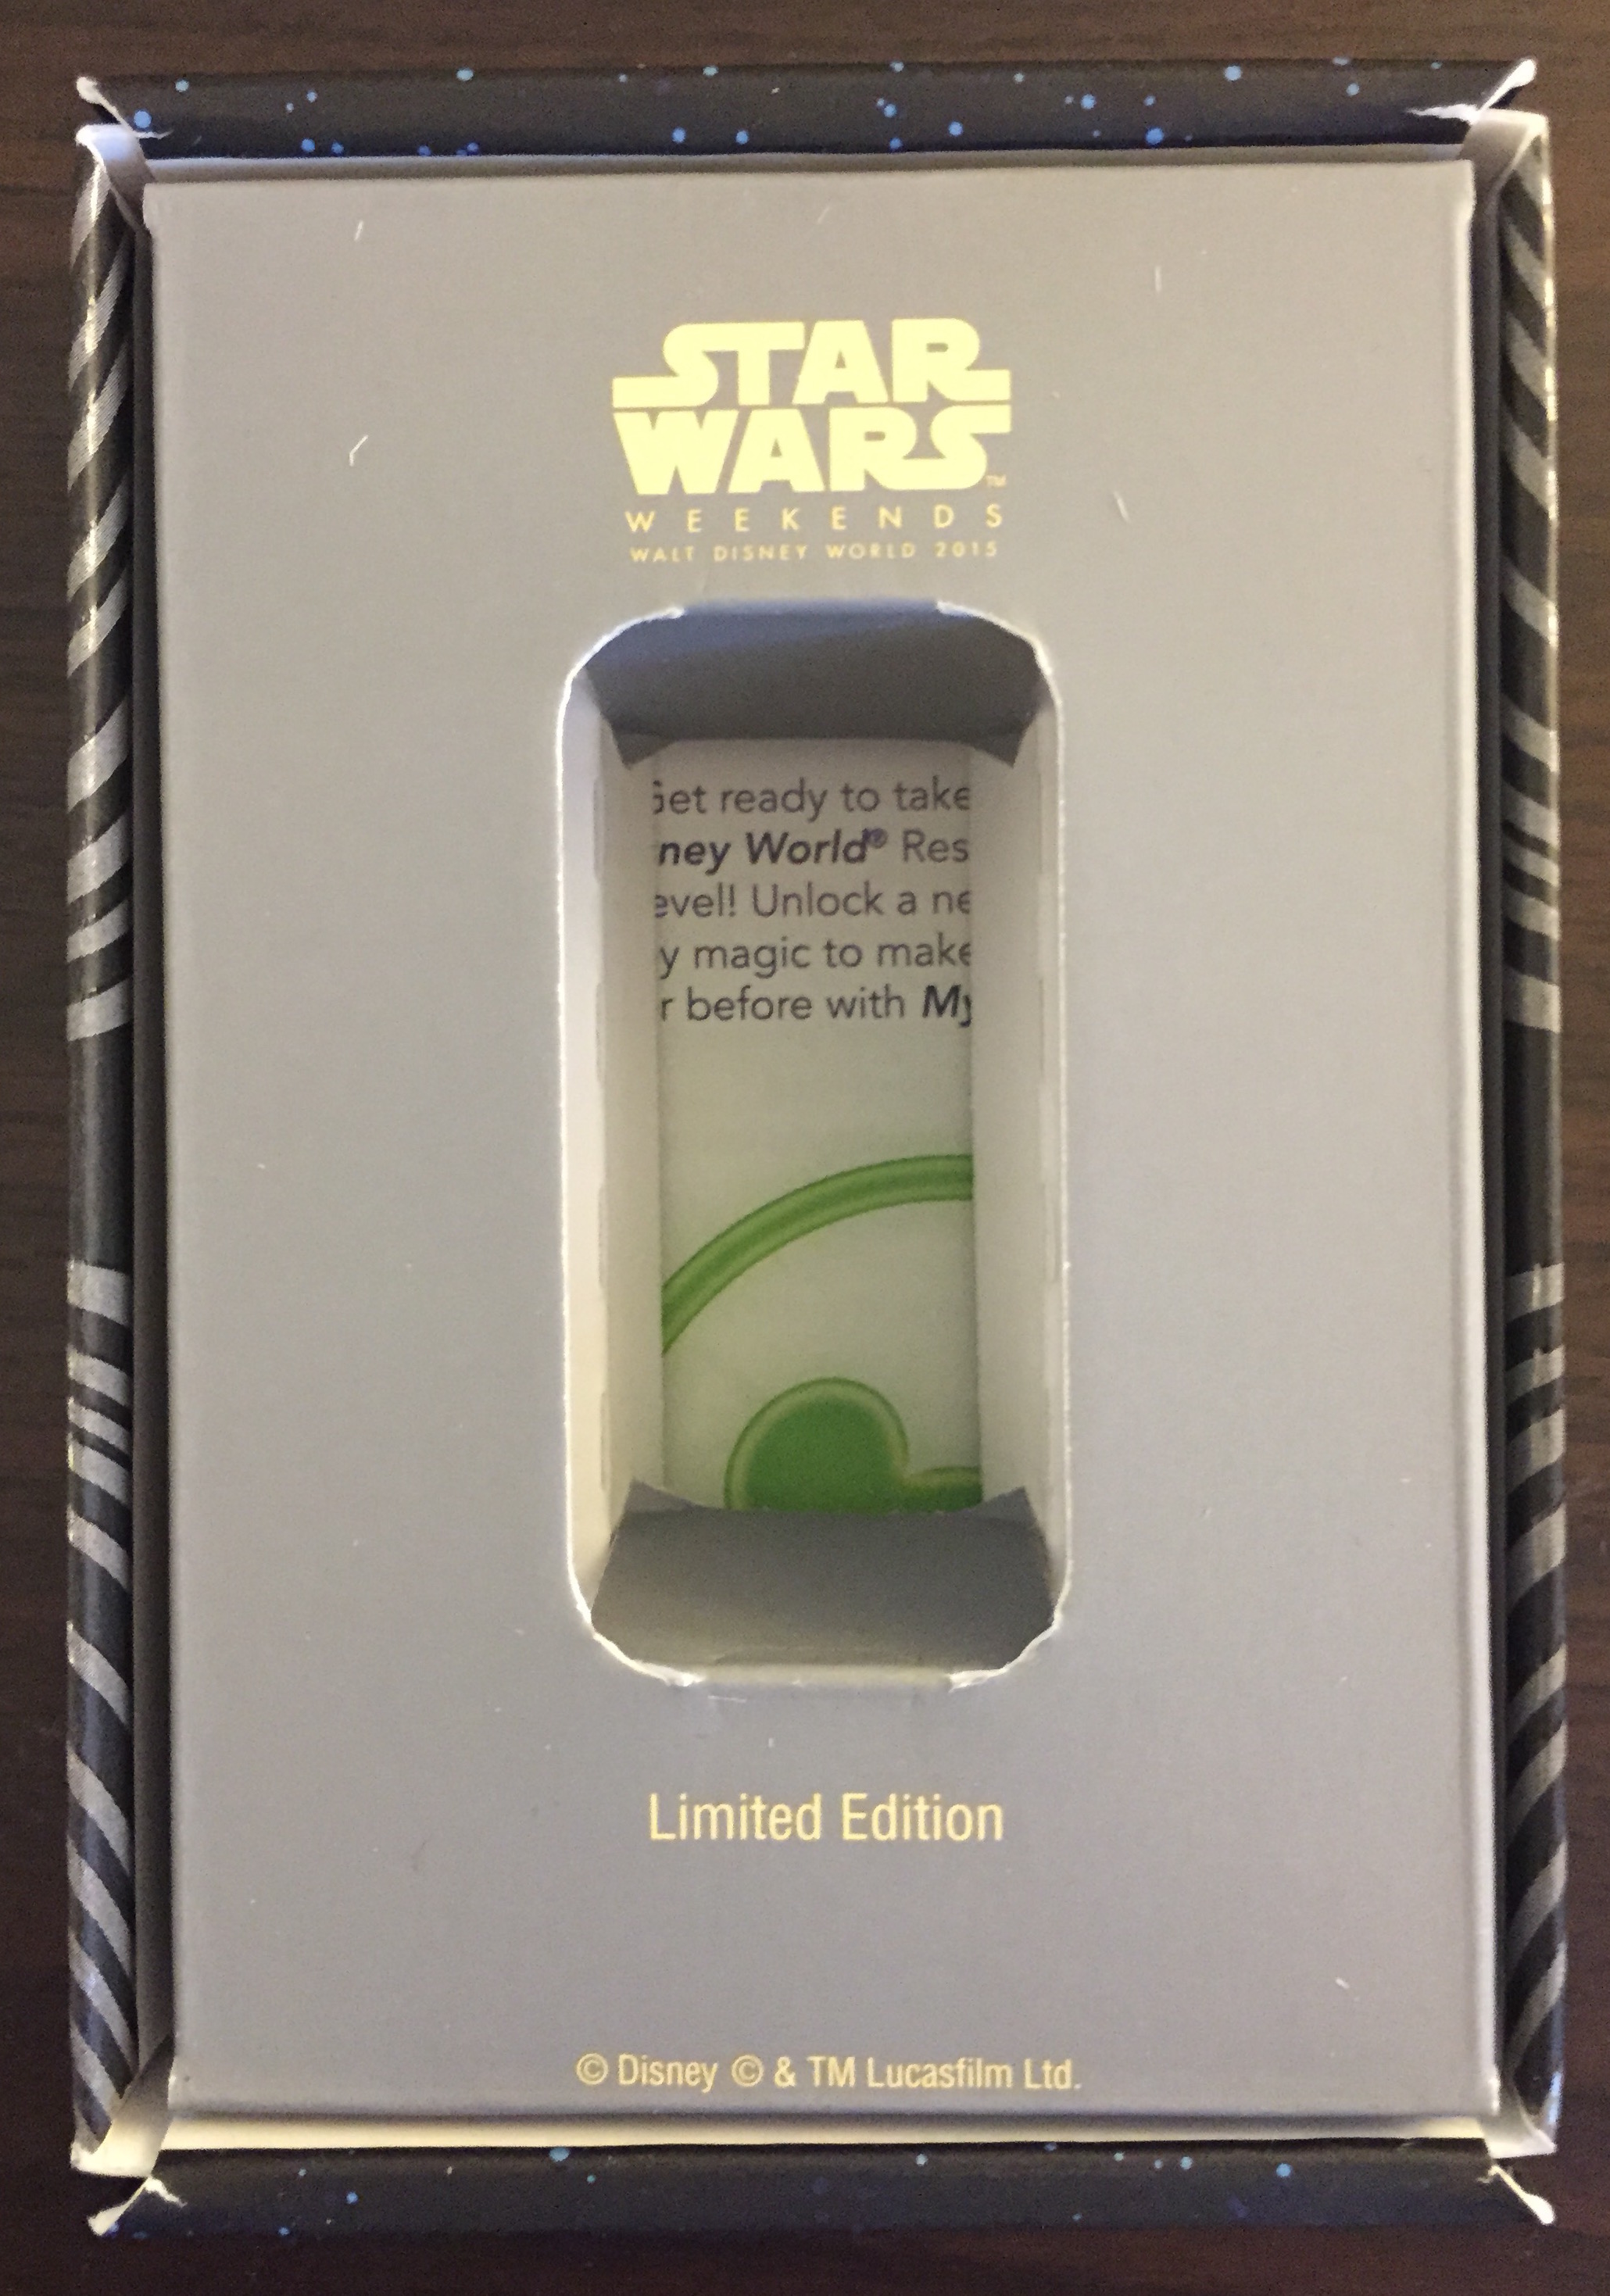 STAR
WARS™
WEEKENDS
WALT DISNEY WORLD 2015
Get ready to take
ney World® Res
evel! Unlock a ne
y magic to make
r before with My
Limited Edition
© Disney © & TM Lucasfilm Ltd.